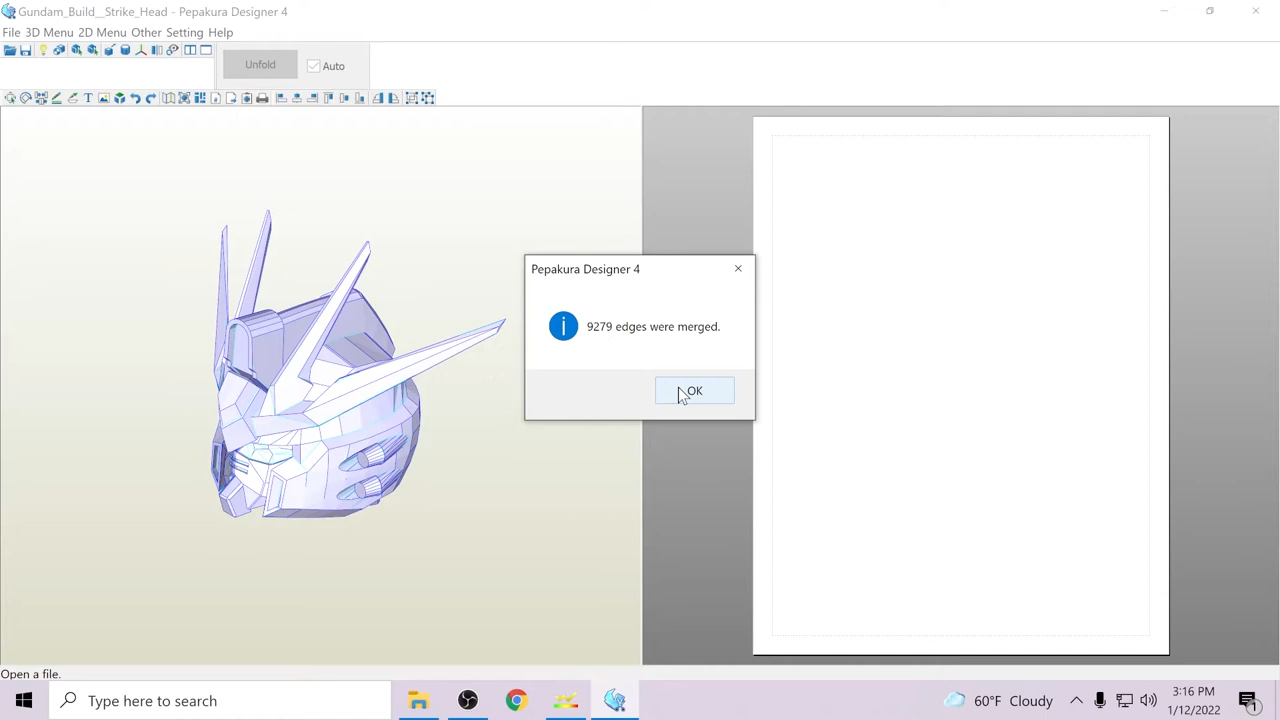 Gundam_Build__Strike_Head - Pepakura Designer 4
File 3D Menu 2D Menu Other Setting Help
Unfold
Auto
T
Pepakura Designer 4
9279 edges were merged.
OK
Open a file.
Type here to search
60°F Cloudy
3:16 PM
1/12/2022
1